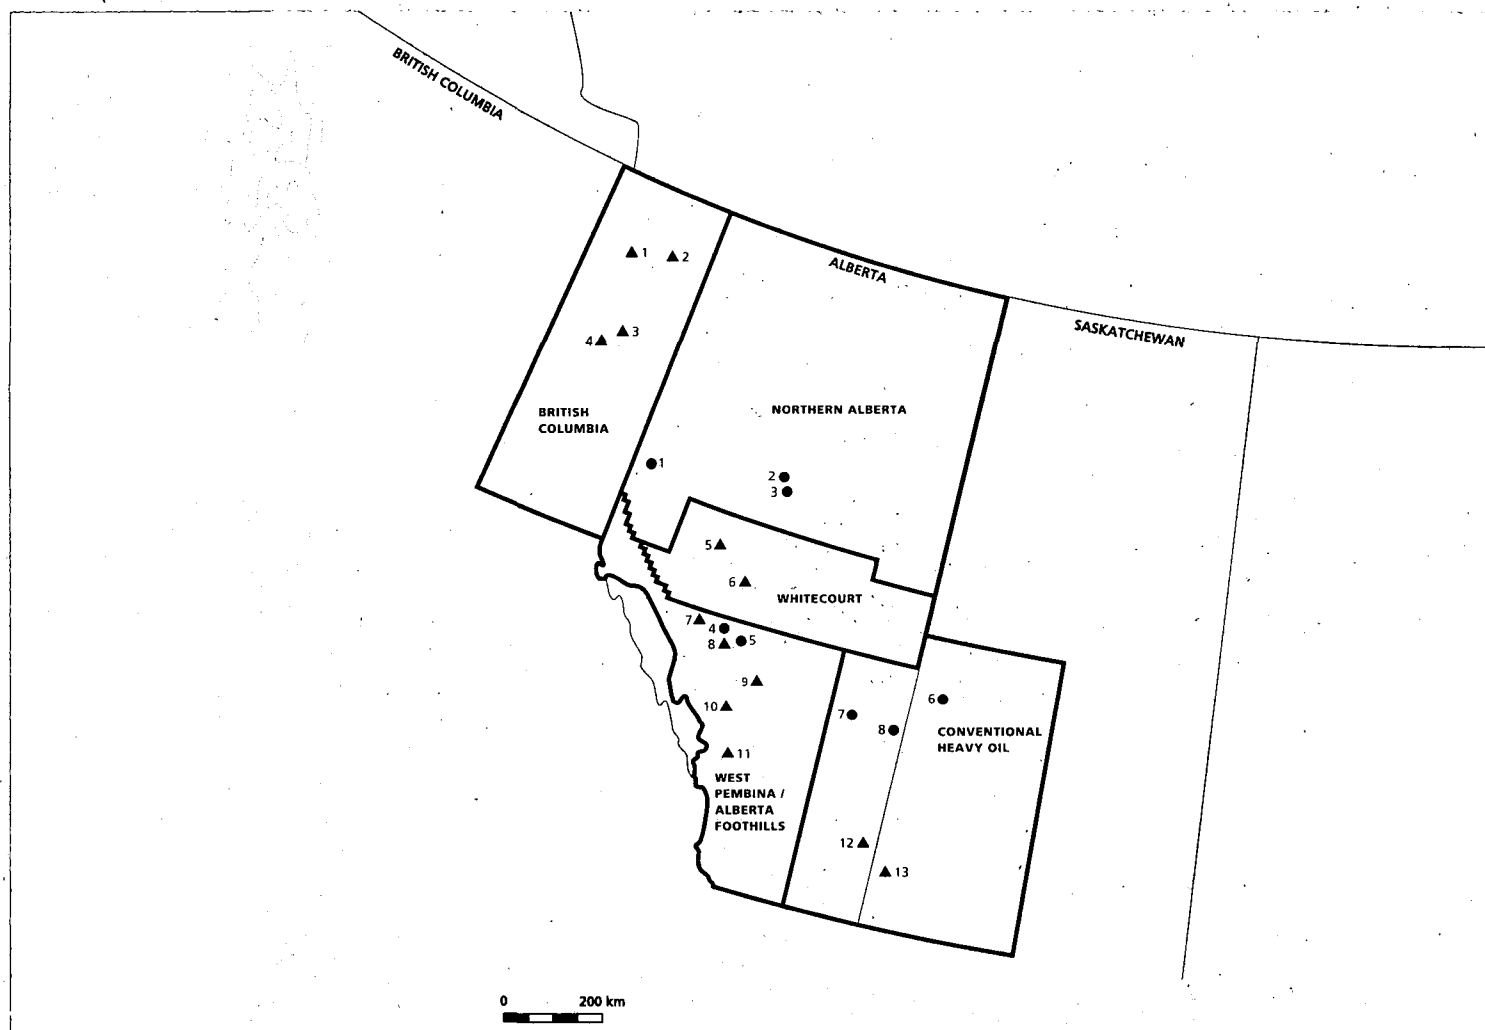 BRITISH COLUMBIA
ALBERTA
SASKATCHEWAN
1
2
3
4
BRITISH
COLUMBIA
NORTHERN ALBERTA
1
2
3
5
6
WHITECOURT
7
4
8
5
9
10
11
WEST
PEMBINA /
ALBERTA
FOOTHILLS
6
7
8
CONVENTIONAL
HEAVY OIL
12
13
0 200 km